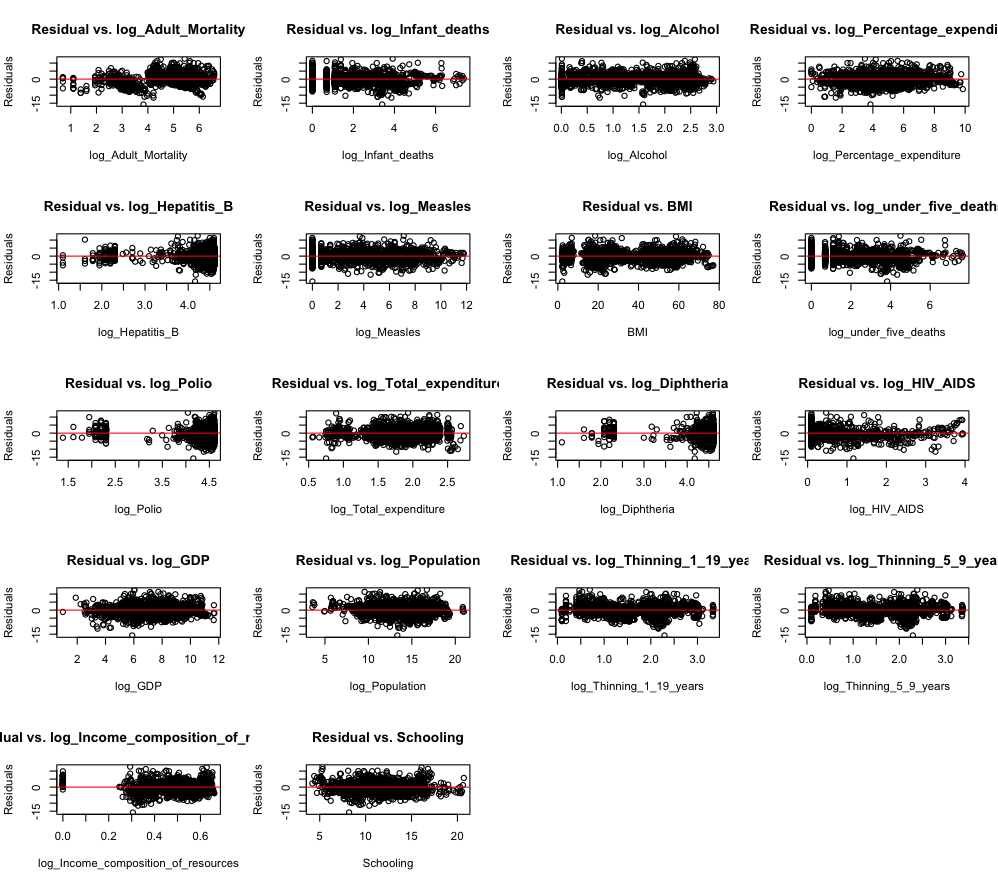 Residual vs. log_Adult_Mortality
Residuals
0
-15
1 2 3 4 5 6
log_Adult_Mortality
Residual vs. log_Infant_deaths
Residuals
0
-15
0 2 4 6
log_Infant_deaths
Residual vs. log_Alcohol
Residuals
0
-15
0.0 0.5 1.0 1.5 2.0 2.5 3.0
log_Alcohol
Residual vs. log_Percentage_expendi
Residuals
0
-15
0 2 4 6 8 10
log_Percentage_expenditure
Residual vs. log_Hepatitis_B
Residuals
0
-15
1.0 2.0 3.0 4.0
log_Hepatitis_B
Residual vs. log_Measles
Residuals
0
-15
0 2 4 6 8 10 12
log_Measles
Residual vs. BMI
Residuals
0
-15
0 20 40 60 80
BMI
Residual vs. log_under_five_deaths
Residuals
0
-15
0 2 4 6
log_under_five_deaths
Residual vs. log_Polio
Residuals
0
-15
1.5 2.5 3.5 4.5
log_Polio
Residual vs. log_Total_expenditure
Residuals
0
-15
0.5 1.0 1.5 2.0 2.5
log_Total_expenditure
Residual vs. log_Diphtheria
Residuals
0
-15
1.0 2.0 3.0 4.0
log_Diphtheria
Residual vs. log_HIV_AIDS
Residuals
0
-15
0 1 2 3 4
log_HIV_AIDS
Residual vs. log_GDP
Residuals
0
-15
2 4 6 8 10 12
log_GDP
Residual vs. log_Population
Residuals
0
-15
5 10 15 20
log_Population
Residual vs. log_Thinning_1_19_yea
Residuals
0
-15
0.0 1.0 2.0 3.0
log_Thinning_1_19_years
Residual vs. log_Thinning_5_9_yea
Residuals
0
-15
0.0 1.0 2.0 3.0
log_Thinning_5_9_years
dual vs. log_Income_composition_of_r
Residuals
0
-15
0.0 0.2 0.4 0.6
log_Income_composition_of_resources
Residual vs. Schooling
Residuals
0
-15
5 10 15 20
Schooling